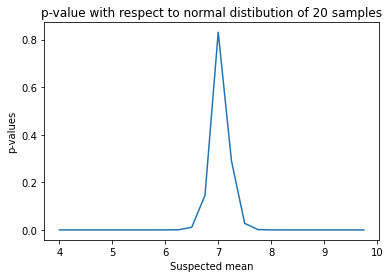 p-value with respect to normal distibution of 20 samples
0.8
0.6
0.4
0.2
0.0
p-values
4 5 6 7 8 9 10
Suspected mean